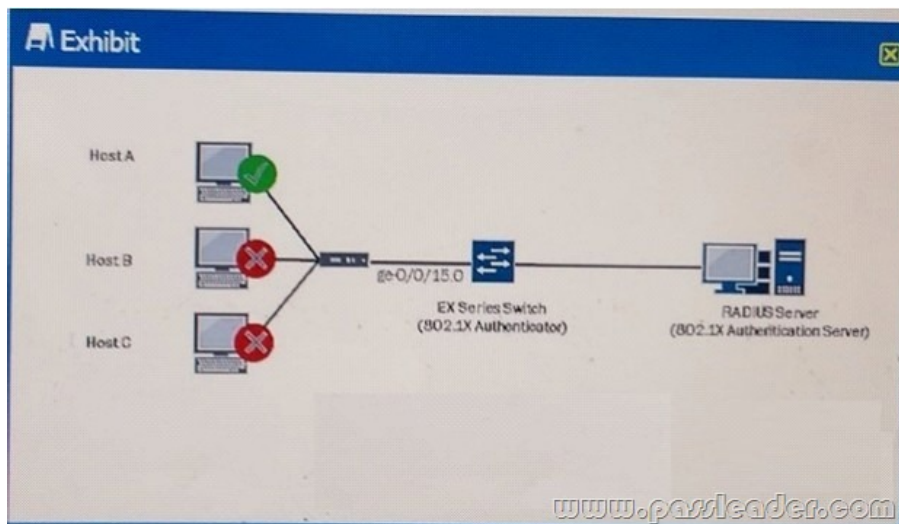 Exhibit
Host A
Host B
Host C
ge-0/0/15.0
EX Series Switch
(802.1X Authenticator)
RADIUS Server
(802.1X Authentication Server)
www.passleader.com